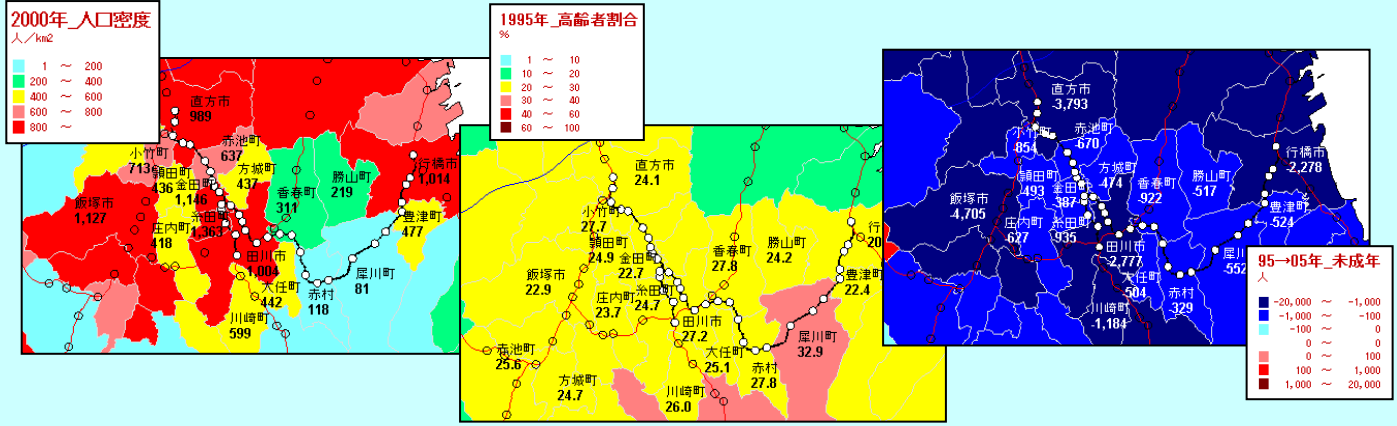 2000年_人口密度
人／km2
1 ～ 200
200 ～ 400
400 ～ 600
600 ～ 800
800 ～
直方市
989
赤池町
637
小竹町
713
頴田町
436
金田町
1,146
方城町
437
香春町
311
勝山町
219
行橋市
1,014
飯塚市
1,127
糸田町
1,363
庄内町
418
豊津町
477
田川市
1,004
犀川町
81
大任町
442
赤村
118
川崎町
599
1995年_高齢者割合
%
1 ～ 10
10 ～ 20
20 ～ 30
30 ～ 40
40 ～ 60
60 ～ 100
直方市
24.1
小竹町
27.7
頴田町
24.9
金田町
22.7
香春町
27.8
勝山町
24.2
行
20
飯塚市
22.9
庄内町
23.7
糸田町
24.7
豊津町
22.4
田川市
27.2
犀川町
32.9
赤池町
25.6
大任町
25.1
赤村
27.8
方城町
24.7
川崎町
26.0
95→05年_未成年
人
-20,000 ～ -1,000
-1,000 ～ -100
-100 ～ 0
0 ～ 0
0 ～ 100
100 ～ 1,000
1,000 ～ 20,000
直方市
-3,793
小竹町
-854
赤池町
-670
行橋市
-2,278
頴田町
-493
金田町
-387
方城町
-474
香春町
-922
勝山町
-517
飯塚市
-4,705
庄内町
-627
糸田町
-935
豊津町
-524
田川市
-2,777
犀川
-552
大任町
-504
赤村
-329
川崎町
-1,184